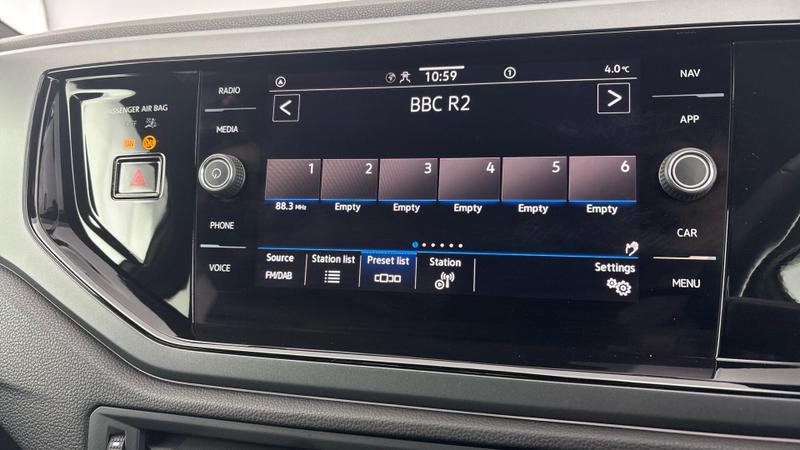 PASSENGER AIR BAG
OFF
ON
RADIO
MEDIA
PHONE
VOICE
10:59
4.0°C
BBC R2
1
2
3
4
5
6
88.3 MHz
Empty
Empty
Empty
Empty
Empty
Source
FM/DAB
Station list
Preset list
Station
Settings
NAV
APP
CAR
MENU